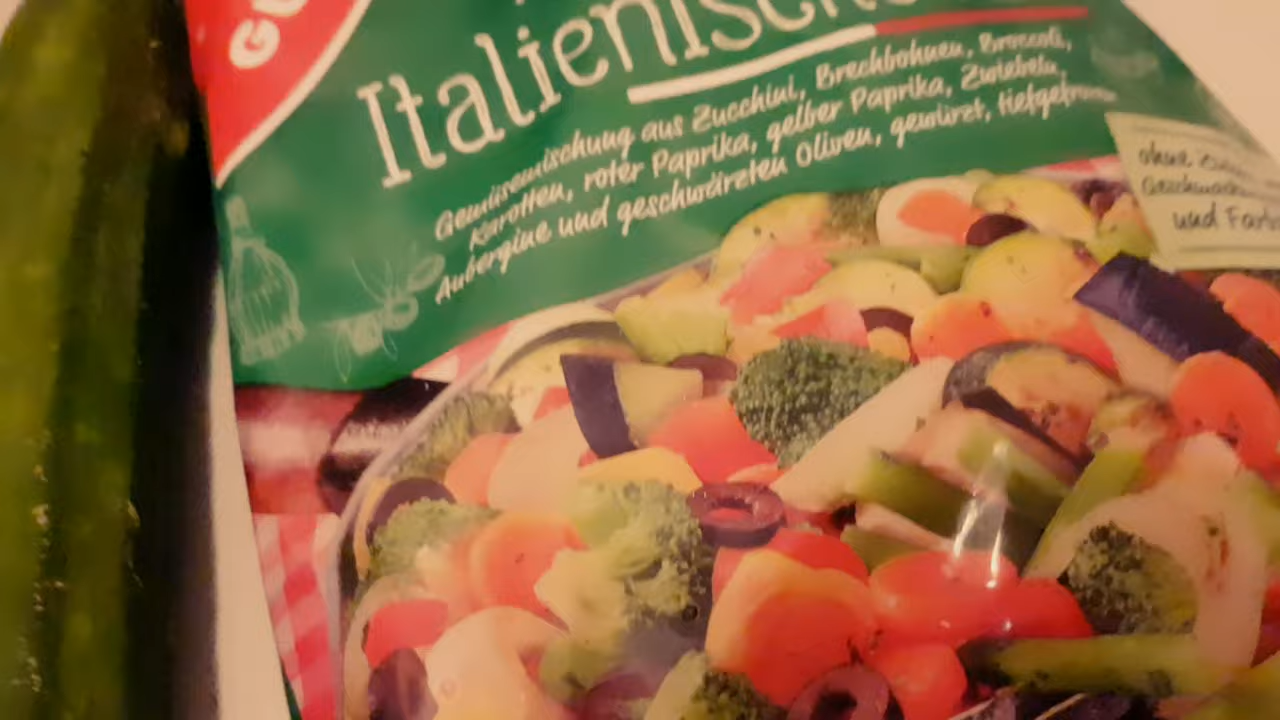 Italienische
Gemüsemischung aus Zucchini, Brechbohnen, Broccoli,
Karotten, roter Paprika, gelber Paprika, Zwiebeln,
Aubergine und geschwärzten Oliven, gewürzt, tiefgefroren
ohne
und